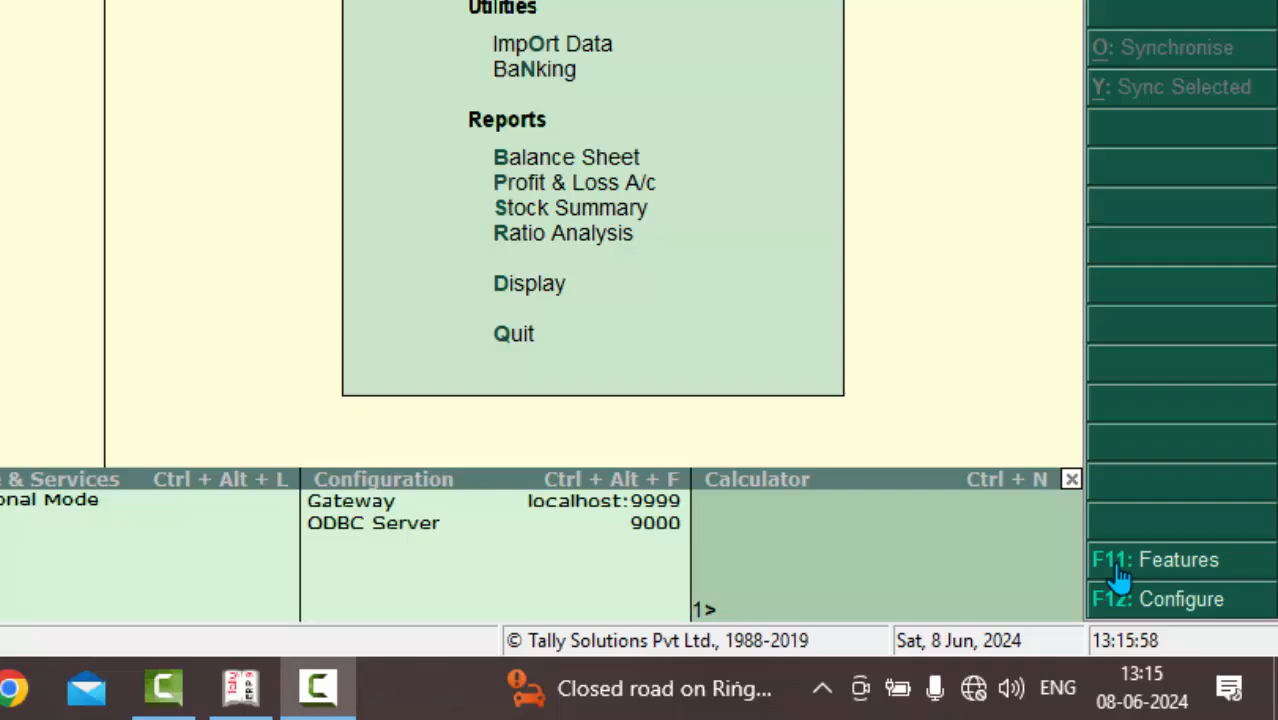 Utilities
ImpOrt Data
BaNking
Reports
Balance Sheet
Profit & Loss A/c
Stock Summary
Ratio Analysis
Display
Quit
O: Synchronise
Y: Sync Selected
F11: Features
F12: Configure
& Services Ctrl + Alt + L
onal Mode
Configuration Ctrl + Alt + F
Gateway localhost:9999
ODBC Server 9000
Calculator Ctrl + N
1>
© Tally Solutions Pvt Ltd., 1988-2019
Sat, 8 Jun, 2024
13:15:58
Tally
ERP9
Closed road on Ring...
ENG
13:15
08-06-2024